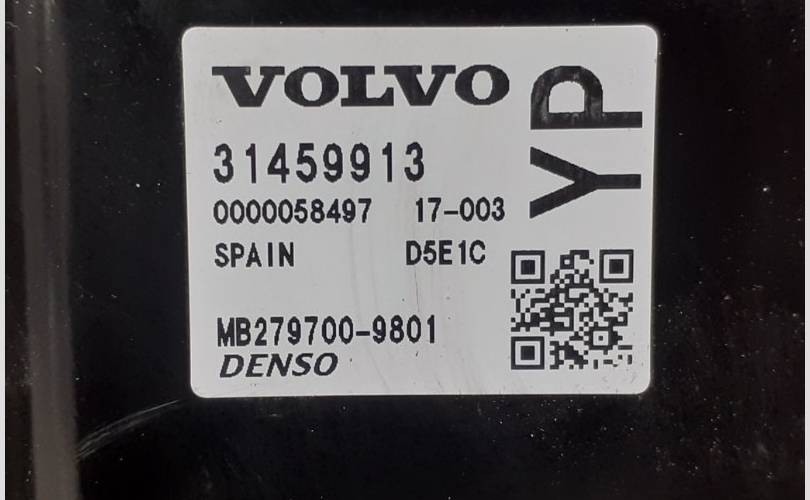 VOLVO
31459913
0000058497 17-003
SPAIN D5E1C
MB279700-9801
DENSO
YP